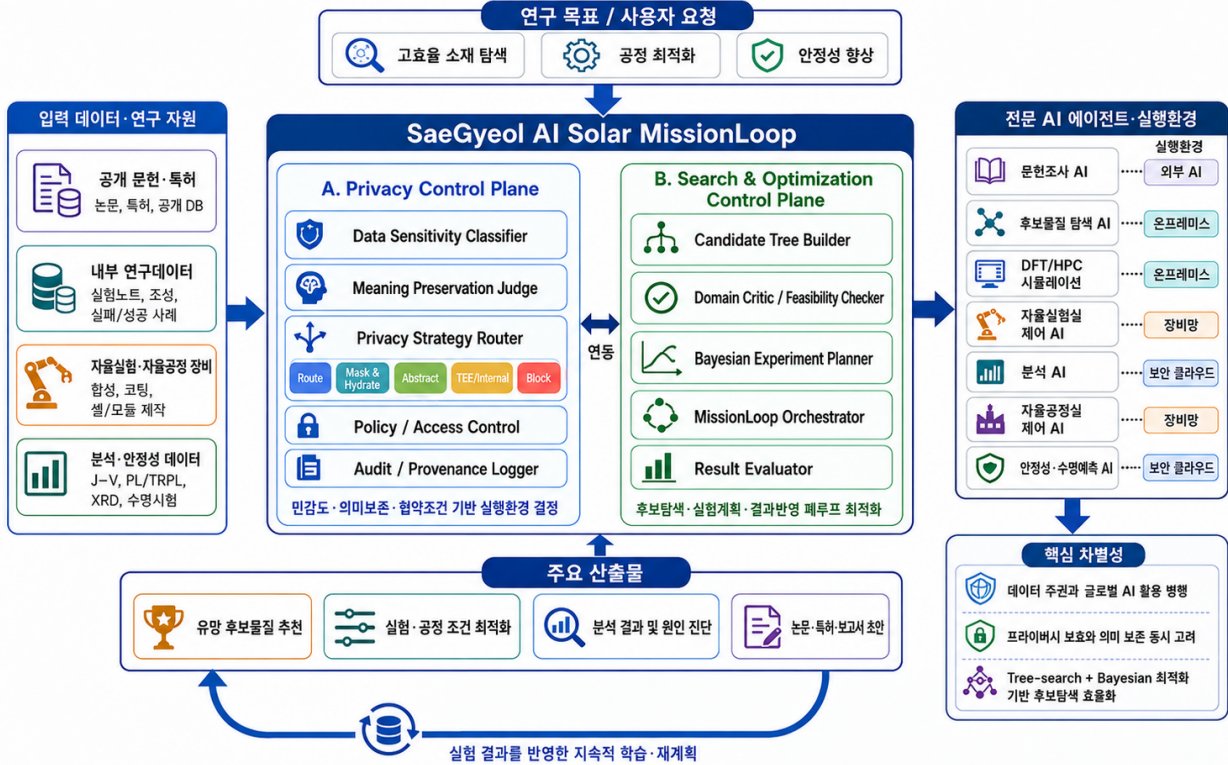 연구 목표 / 사용자 요청
고효율 소재 탐색
공정 최적화
안정성 향상
입력 데이터·연구 자원
공개 문헌·특허
논문, 특허, 공개 DB
내부 연구데이터
실험노트, 조성,
실패/성공 사례
자율실험·자율공정 장비
합성, 코팅,
셀/모듈 제작
분석·안정성 데이터
J–V, PL/TRPL,
XRD, 수명시험
SaeGyeol AI Solar MissionLoop
A. Privacy Control Plane
Data Sensitivity Classifier
Meaning Preservation Judge
Privacy Strategy Router
Route
Mask &
Hydrate
Abstract
TEE/Internal
Block
Policy / Access Control
Audit / Provenance Logger
민감도·의미보존·협약조건 기반 실행환경 결정
연동
B. Search & Optimization
Control Plane
Candidate Tree Builder
Domain Critic / Feasibility Checker
Bayesian Experiment Planner
MissionLoop Orchestrator
Result Evaluator
후보탐색·실험계획·결과반영 폐루프 최적화
전문 AI 에이전트·실행환경
실행환경
문헌조사 AI
외부 AI
후보물질 탐색 AI
온프레미스
DFT/HPC
시뮬레이션
온프레미스
자율실험실
제어 AI
장비망
분석 AI
보안 클라우드
자율공정실
제어 AI
장비망
안정성·수명예측 AI
보안 클라우드
핵심 차별성
데이터 주권과 글로벌 AI 활용 병행
프라이버시 보호와 의미 보존 동시 고려
Tree-search + Bayesian 최적화
기반 후보탐색 효율화
주요 산출물
유망 후보물질 추천
실험·공정 조건 최적화
분석 결과 및 원인 진단
논문·특허·보고서 초안
실험 결과를 반영한 지속적 학습·재계획